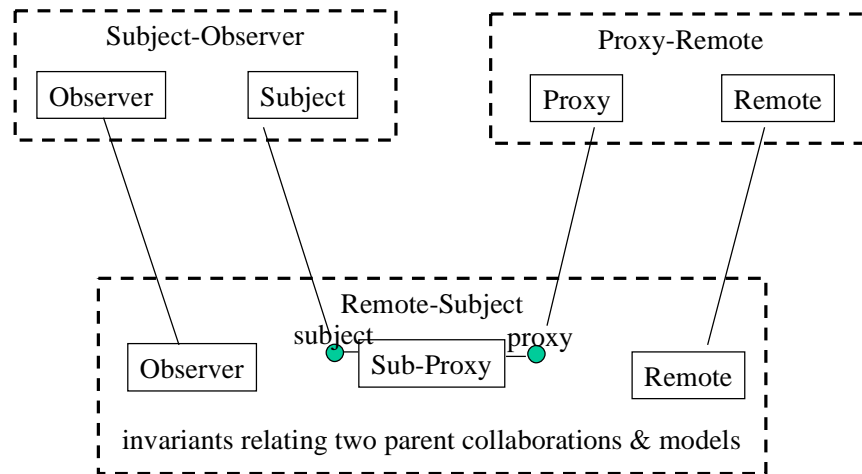 Subject-Observer
Observer
Subject
Proxy-Remote
Proxy
Remote
Remote-Subject
subject
proxy
Observer
Sub-Proxy
Remote
invariants relating two parent collaborations & models